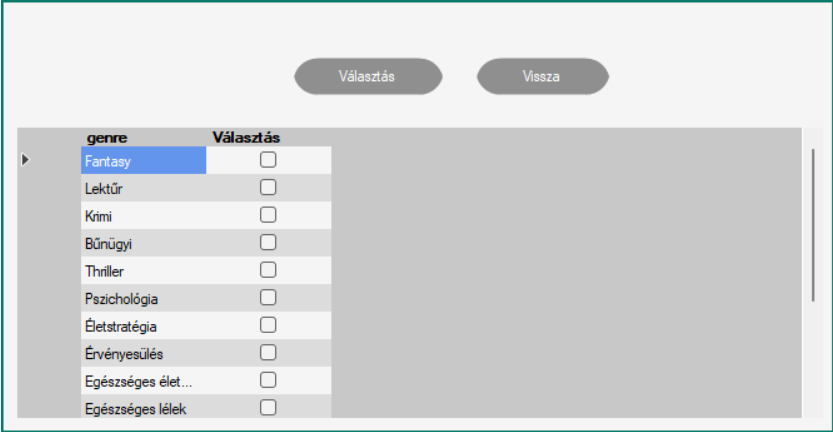 Választás Vissza
genre Választás
Fantasy
Lektűr
Krimi
Bűnügyi
Thriller
Pszichológia
Életstratégia
Érvényesülés
Egészséges élet...
Egészséges lélek